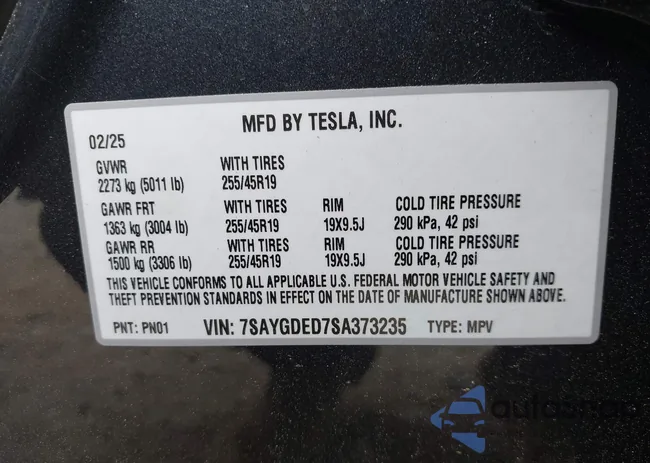 MFD BY TESLA, INC.
02/25
GVWR WITH TIRES
2273 kg (5011 lb) 255/45R19
GAWR FRT WITH TIRES RIM COLD TIRE PRESSURE
1363 kg (3004 lb) 255/45R19 19X9.5J 290 kPa, 42 psi
GAWR RR WITH TIRES RIM COLD TIRE PRESSURE
1500 kg (3306 lb) 255/45R19 19X9.5J 290 kPa, 42 psi
THIS VEHICLE CONFORMS TO ALL APPLICABLE U.S. FEDERAL MOTOR VEHICLE SAFETY AND
THEFT PREVENTION STANDARDS IN EFFECT ON THE DATE OF MANUFACTURE SHOWN ABOVE.
PNT: PN01 VIN: 7SAYGDED7SA373235 TYPE: MPV